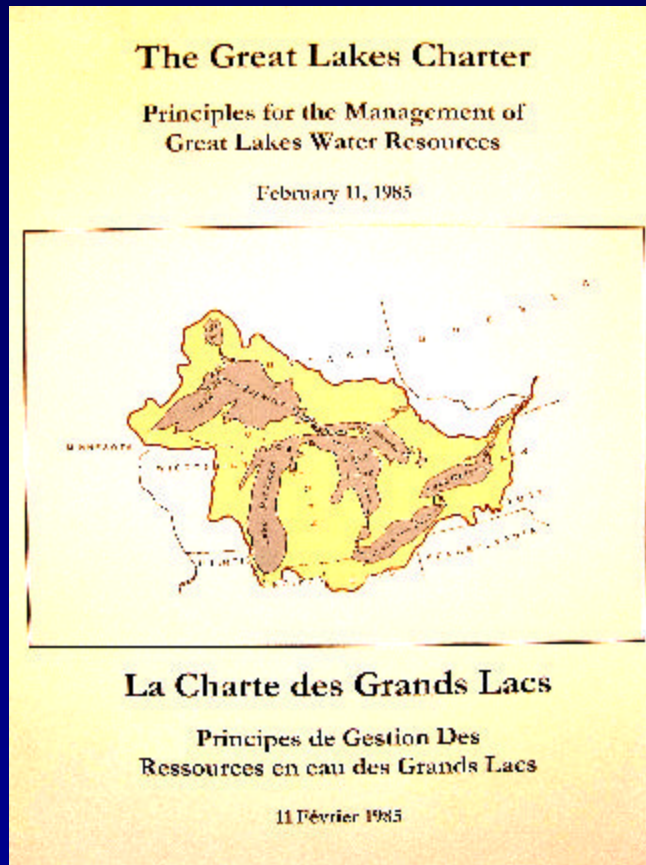 The Great Lakes Charter
Principles for the Management of
Great Lakes Water Resources
February 11, 1985
MINNESOTA
La Charte des Grands Lacs
Principes de Gestion Des
Ressources en eau des Grands Lacs
11 Février 1985